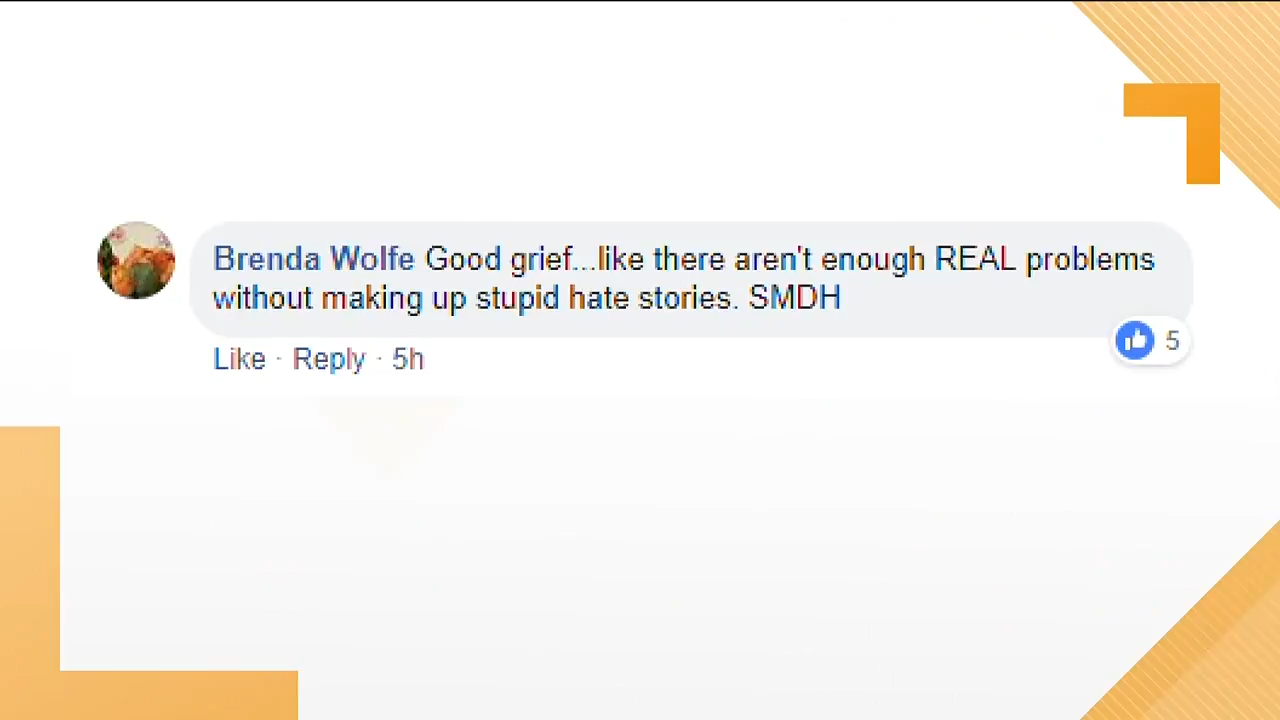 Brenda Wolfe Good grief...like there aren't enough REAL problems
without making up stupid hate stories. SMDH
5
Like · Reply · 5h